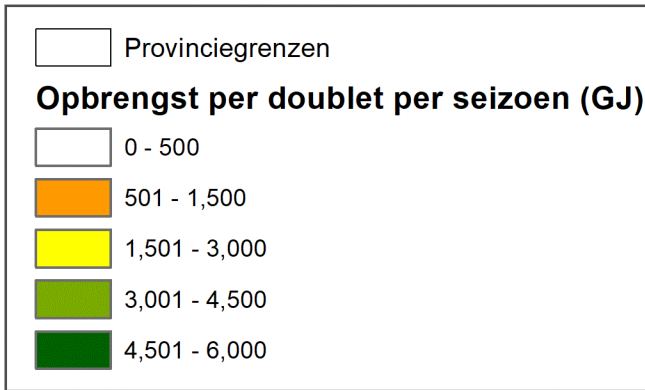 Provinciegrenzen
Opbrengst per doublet per seizoen (GJ)
0 - 500
501 - 1,500
1,501 - 3,000
3,001 - 4,500
4,501 - 6,000